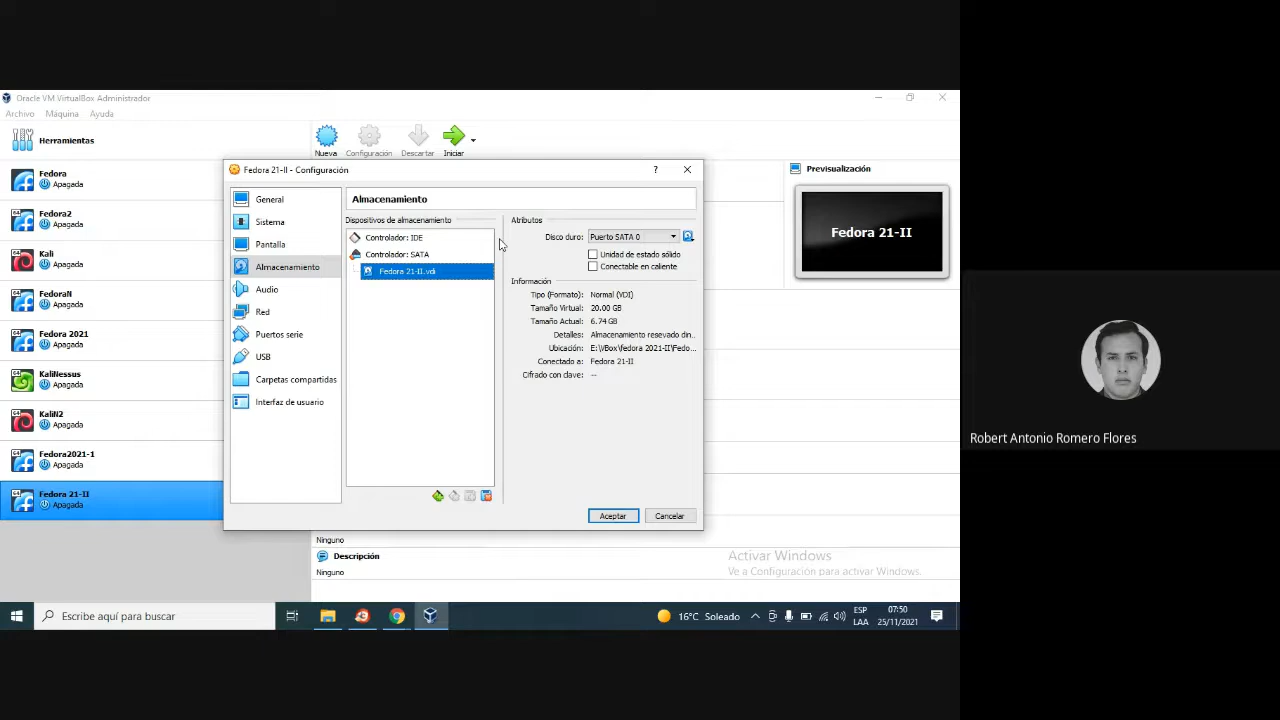 Oracle VM VirtualBox Administrador
Archivo Máquina Ayuda
Herramientas
Nueva Configuración Descartar Iniciar
Fedora
Apagada
Fedora2
Apagada
Kali
Apagada
FedoraN
Apagada
Fedora 2021
Apagada
KaliNessus
Apagada
KaliN2
Apagada
Fedora2021-1
Apagada
Fedora 21-II
Apagada
Fedora 21-II - Configuración
?
General
Sistema
Pantalla
Almacenamiento
Audio
Red
Puertos serie
USB
Carpetas compartidas
Interfaz de usuario
Almacenamiento
Dispositivos de almacenamiento
Controlador: IDE
Controlador: SATA
Fedora 21-II.vdi
Atributos
Disco duro: Puerto SATA 0
Unidad de estado sólido
Conectable en caliente
Información
Tipo (Formato): Normal (VDI)
Tamaño Virtual: 20.00 GB
Tamaño Actual: 6.74 GB
Detalles: Almacenamiento resevado din...
Ubicación: E:\VBox\fedora 2021-II\Fedo...
Conectado a: Fedora 21-II
Cifrado con clave: --
Aceptar Cancelar
Previsualización
Fedora 21-II
Ninguno
Descripción
Ninguno
Activar Windows
Ve a Configuración para activar Windows.
Escribe aquí para buscar
16°C Soleado
ESP
LAA
07:50
25/11/2021
Robert Antonio Romero Flores